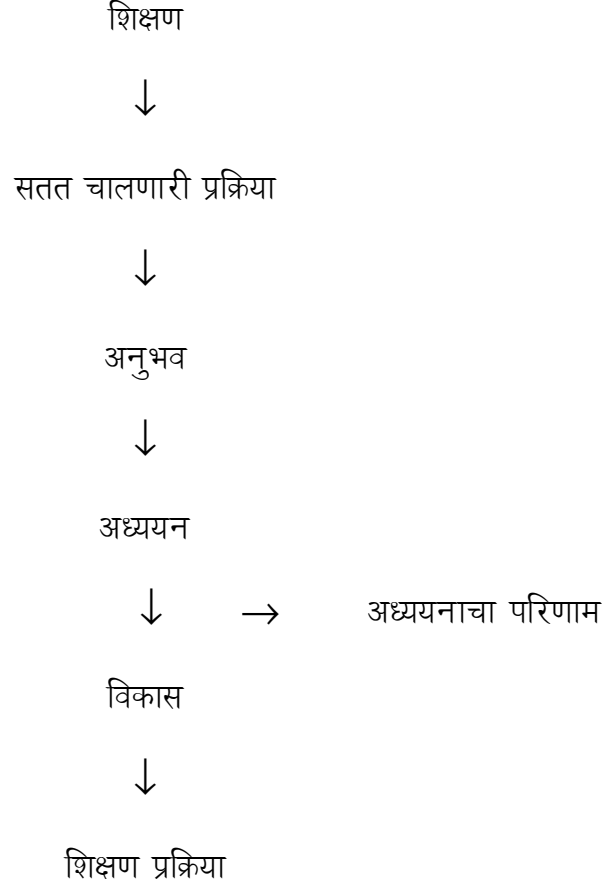 शिक्षण
↓
सतत चालणारी प्रक्रिया
↓
अनुभव
↓
अध्ययन
↓ → अध्ययनाचा परिणाम
विकास
↓
शिक्षण प्रक्रिया